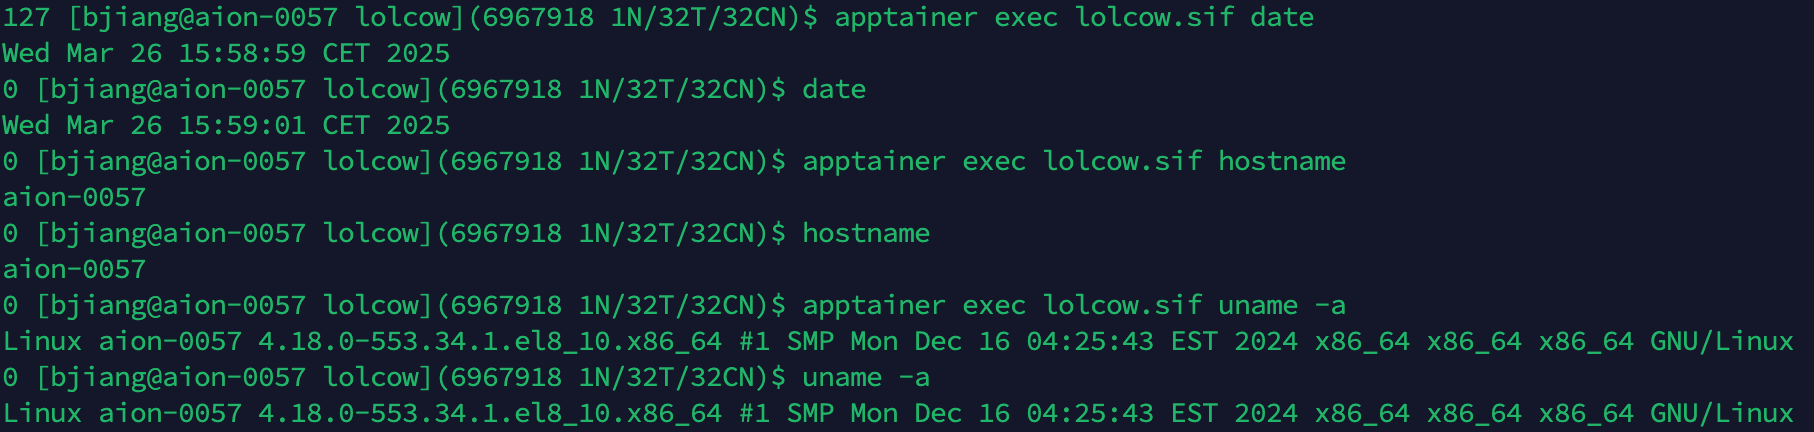 127 [bjiang@aion-0057 lolcow](6967918 1N/32T/32CN)$ apptainer exec lolcow.sif date
Wed Mar 26 15:58:59 CET 2025
0 [bjiang@aion-0057 lolcow](6967918 1N/32T/32CN)$ date
Wed Mar 26 15:59:01 CET 2025
0 [bjiang@aion-0057 lolcow](6967918 1N/32T/32CN)$ apptainer exec lolcow.sif hostname
aion-0057
0 [bjiang@aion-0057 lolcow](6967918 1N/32T/32CN)$ hostname
aion-0057
0 [bjiang@aion-0057 lolcow](6967918 1N/32T/32CN)$ apptainer exec lolcow.sif uname -a
Linux aion-0057 4.18.0-553.34.1.el8_10.x86_64 #1 SMP Mon Dec 16 04:25:43 EST 2024 x86_64 x86_64 x86_64 GNU/Linux
0 [bjiang@aion-0057 lolcow](6967918 1N/32T/32CN)$ uname -a
Linux aion-0057 4.18.0-553.34.1.el8_10.x86_64 #1 SMP Mon Dec 16 04:25:43 EST 2024 x86_64 x86_64 x86_64 GNU/Linux